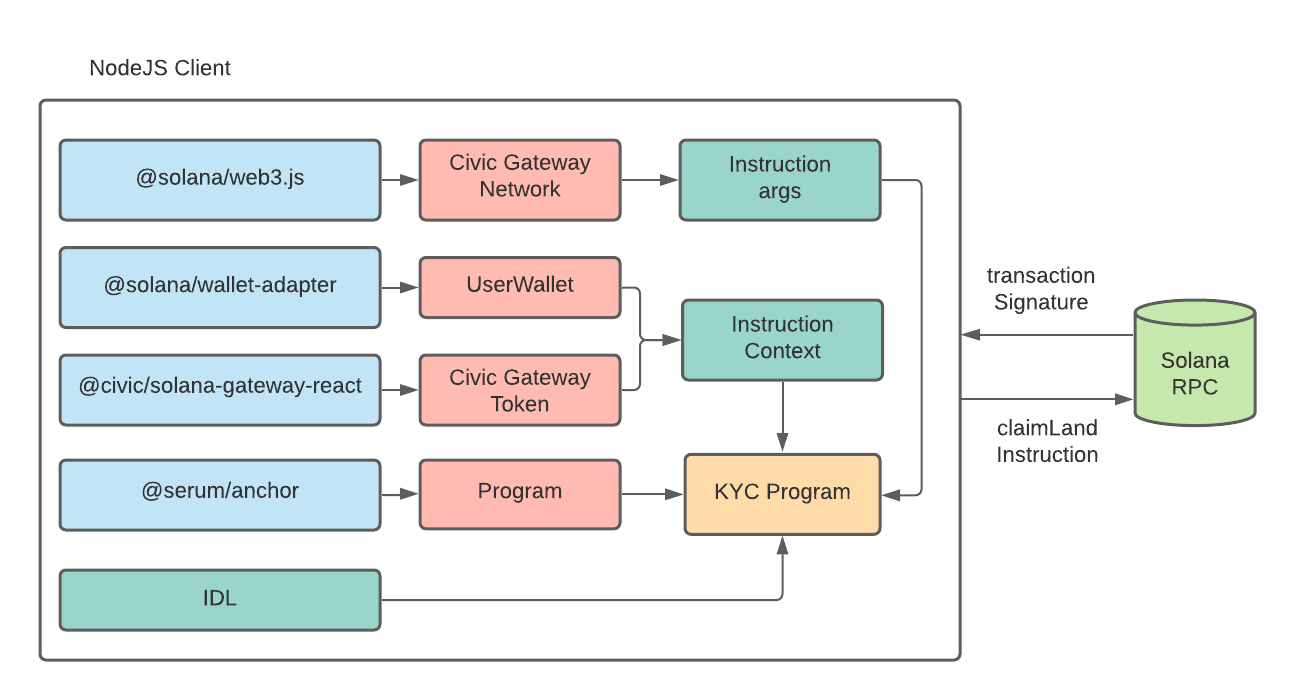 NodeJS Client
@solana/web3.js
Civic Gateway
Network
Instruction
args
@solana/wallet-adapter
UserWallet
Instruction
Context
@civic/solana-gateway-react
Civic Gateway
Token
@serum/anchor
Program
KYC Program
IDL
transaction
Signature
Solana
RPC
claimLand
Instruction